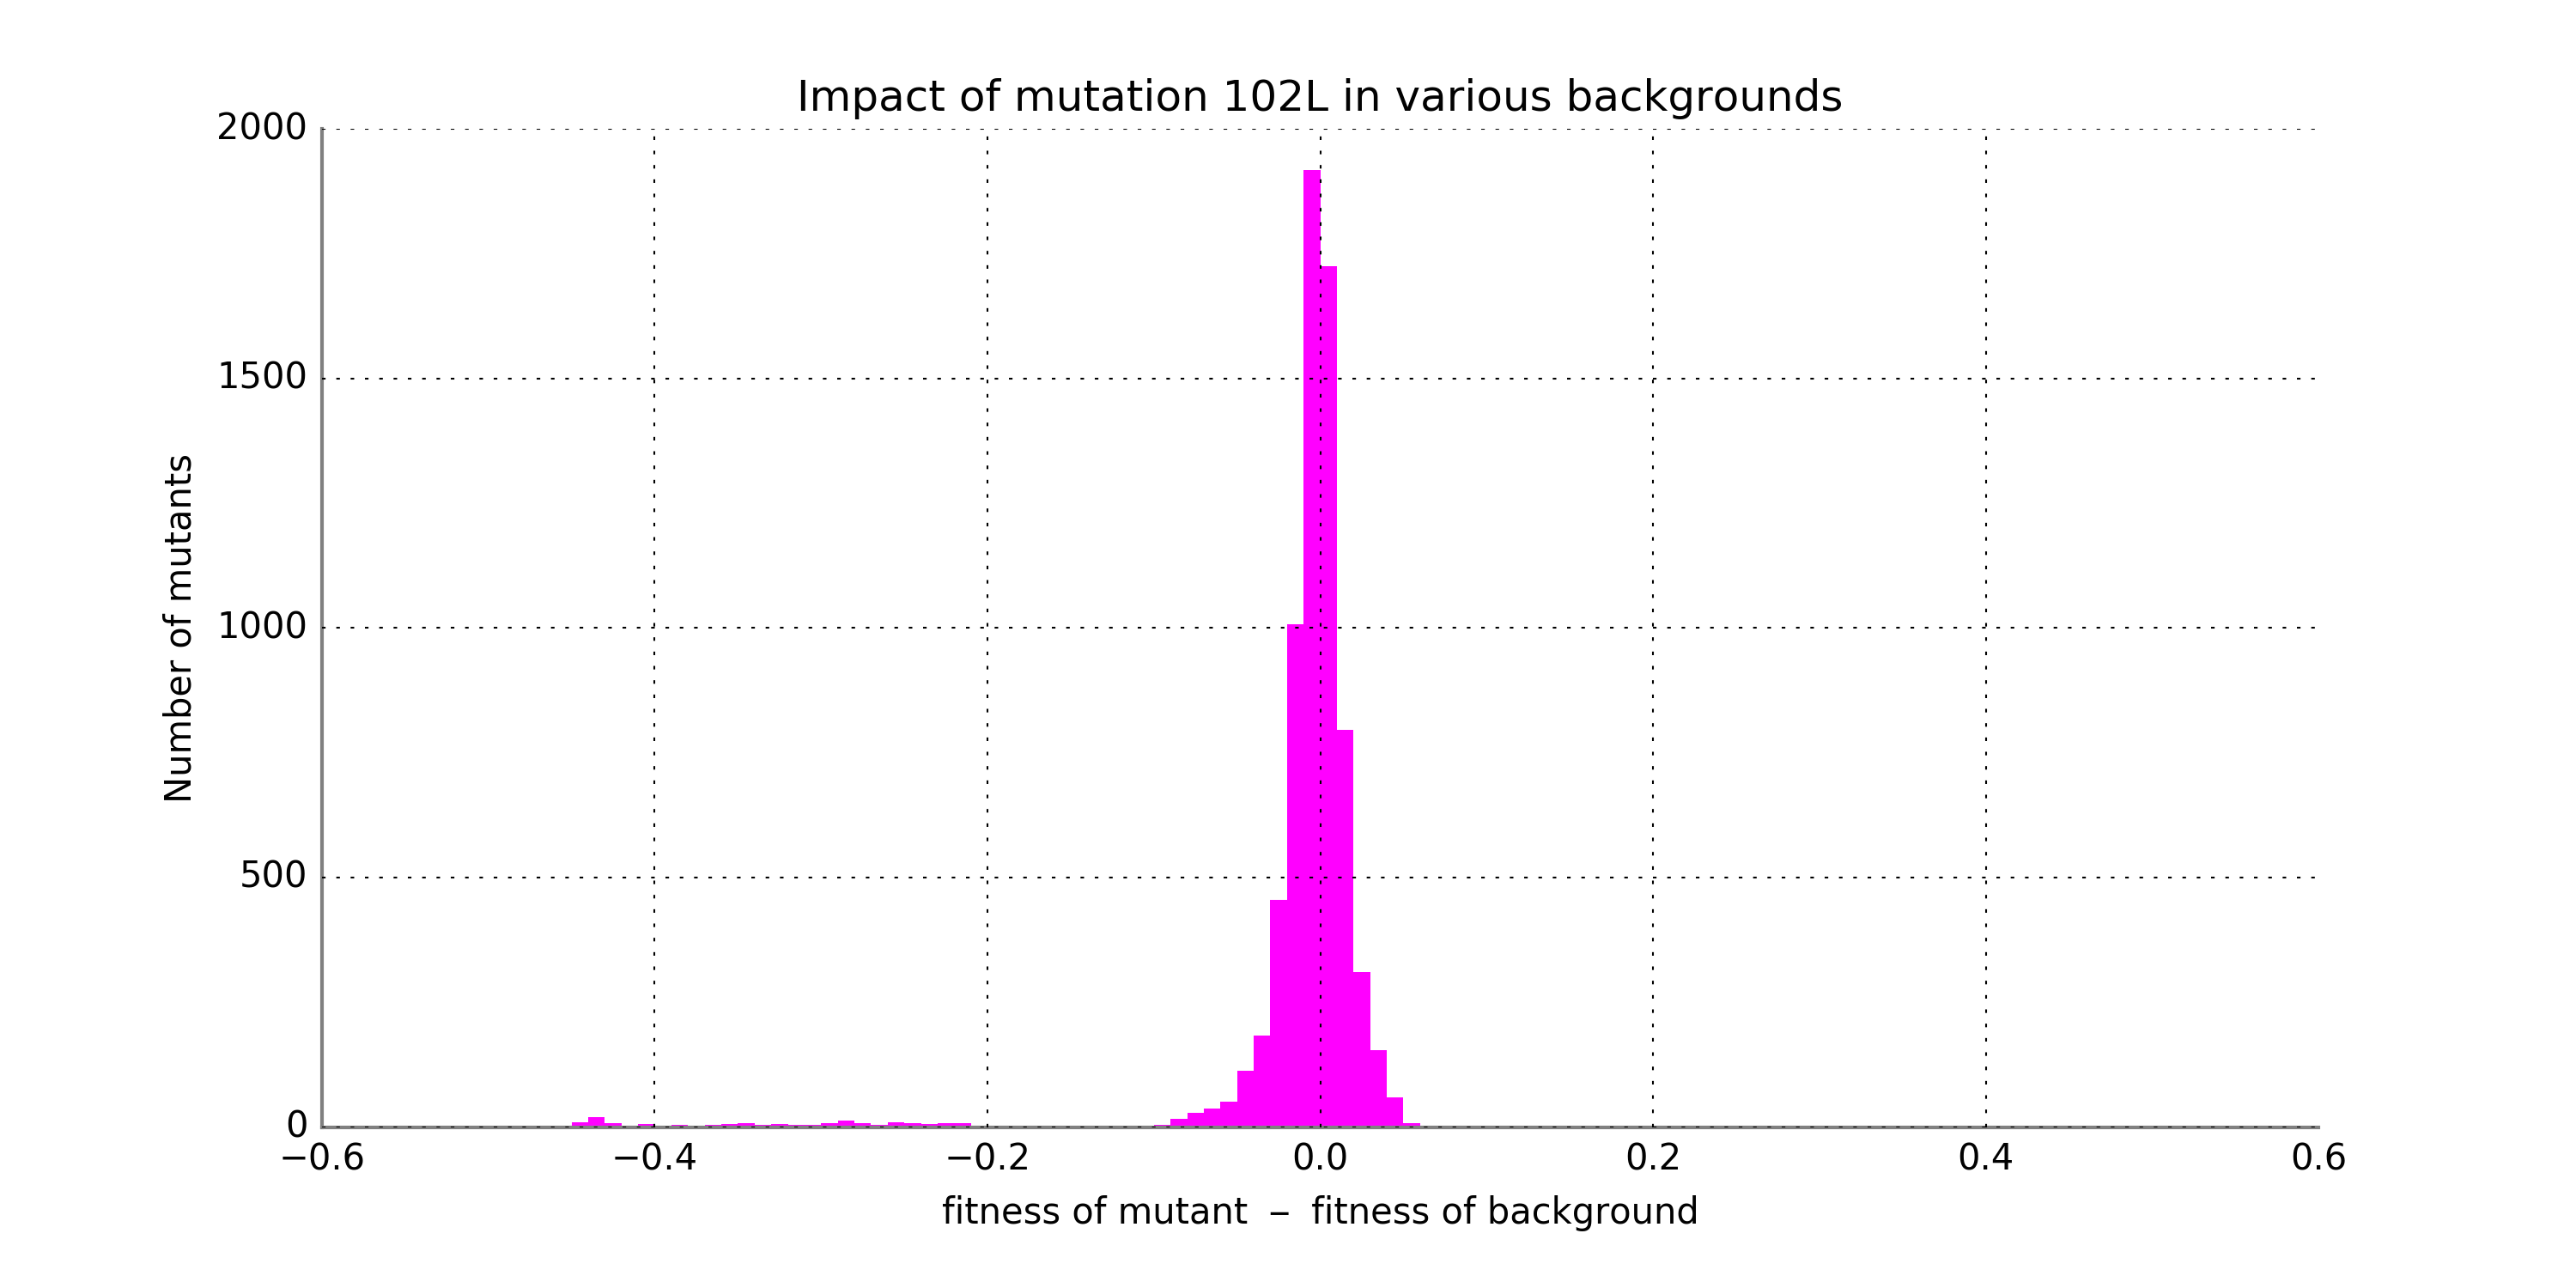 Impact of mutation 102L in various backgrounds
2000
1500
1000
500
0
Number of mutants
−0.6 −0.4 −0.2 0.0 0.2 0.4 0.6
fitness of mutant − fitness of background